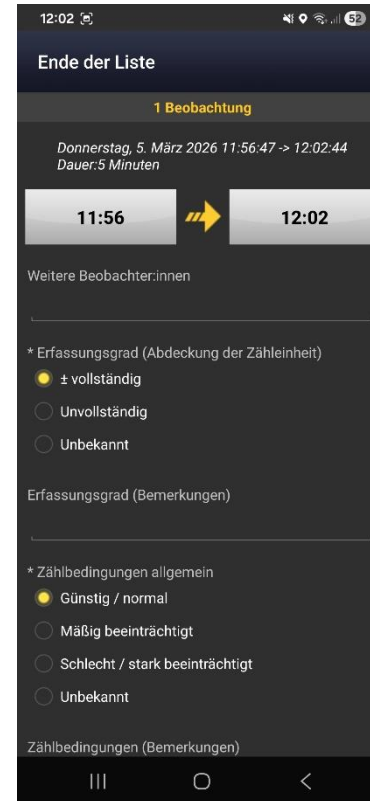 12:02
52
Ende der Liste
1 Beobachtung
Donnerstag, 5. März 2026 11:56:47 -> 12:02:44
Dauer:5 Minuten
11:56
12:02
Weitere Beobachter:innen
* Erfassungsgrad (Abdeckung der Zähleinheit)
± vollständig
Unvollständig
Unbekannt
Erfassungsgrad (Bemerkungen)
* Zählbedingungen allgemein
Günstig / normal
Mäßig beeinträchtigt
Schlecht / stark beeinträchtigt
Unbekannt
Zählbedingungen (Bemerkungen)